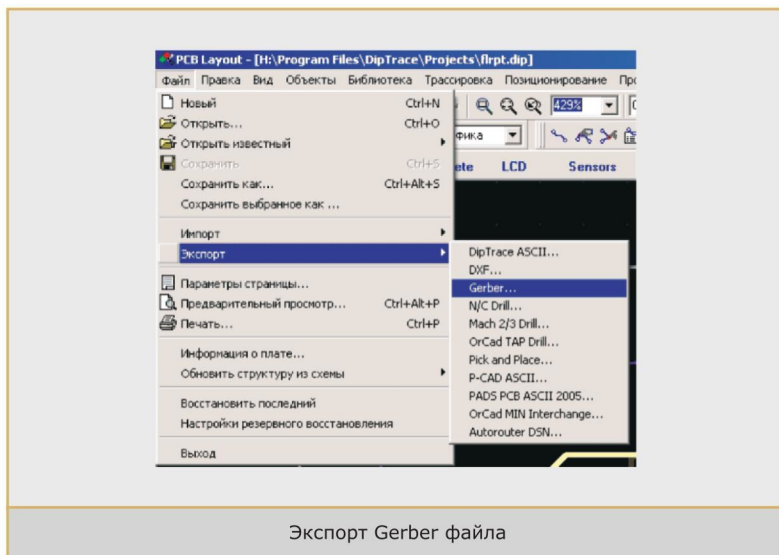 PCB Layout - [H:\Program Files\DipTrace\Projects\flrpt.dip]
Файл Правка Вид Объекты Библиотека Трассировка Позиционирование
429%
Новый Ctrl+N
Открыть... Ctrl+O
Открыть известный
Сохранить Ctrl+S
Сохранить как... Ctrl+Alt+S
Сохранить выбранное как ...
LCD Sensors
Импорт
Экспорт
Параметры страницы...
Предварительный просмотр... Ctrl+Alt+P
Печать... Ctrl+P
Информация о плате...
Обновить структуру из схемы
Восстановить последний
Настройки резервного восстановления
Выход
DipTrace ASCII...
DXF...
Gerber...
N/C Drill...
Mach 2/3 Drill...
OrCad TAP Drill...
Pick and Place...
P-CAD ASCII...
PADS PCB ASCII 2005...
OrCad MIN Interchange...
Autorouter DSN...
Экспорт Gerber файла